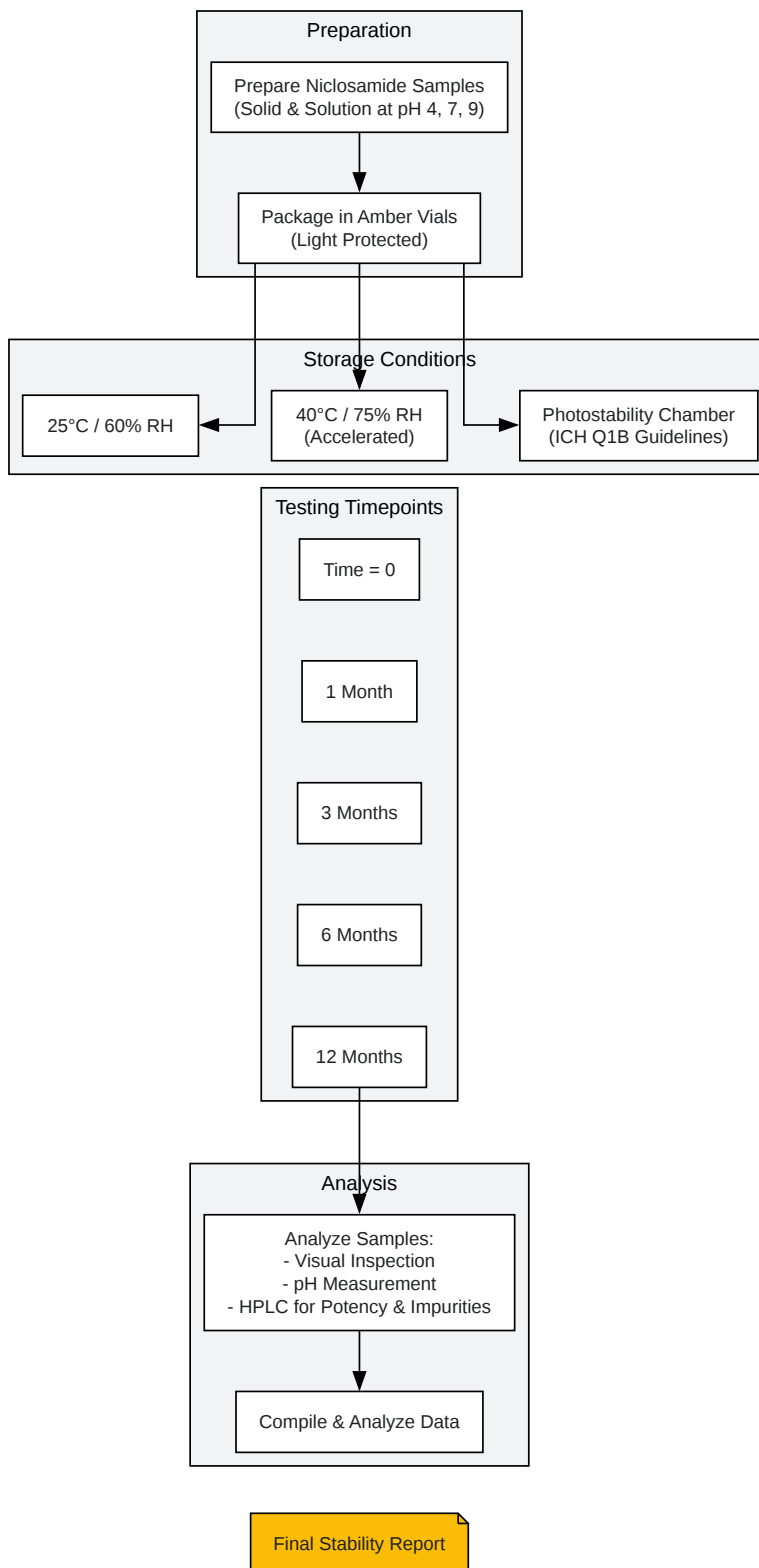 Preparation
Prepare Niclosamide Samples
(Solid & Solution at pH 4, 7, 9)
Package in Amber Vials
(Light Protected)
Storage Conditions
25°C / 60% RH
40°C / 75% RH
(Accelerated)
Photostability Chamber
(ICH Q1B Guidelines)
Testing Timepoints
Time = 0
1 Month
3 Months
6 Months
12 Months
Analysis
Analyze Samples:
- Visual Inspection
- pH Measurement
- HPLC for Potency & Impurities
Compile & Analyze Data
Final Stability Report